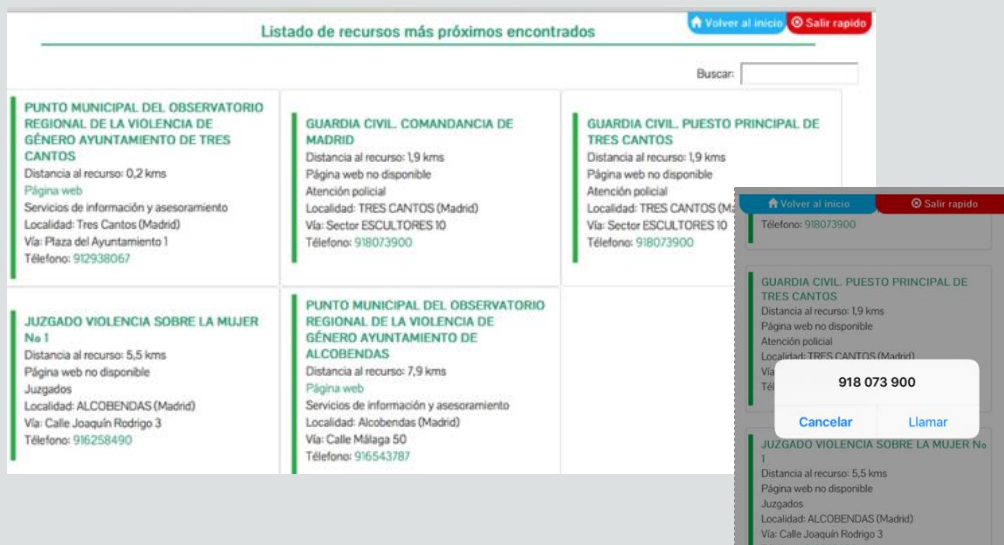 Listado de recursos más próximos encontrados
Volver al inicio
Salir rapido
Buscar:
PUNTO MUNICIPAL DEL OBSERVATORIO
REGIONAL DE LA VIOLENCIA DE
GÉNERO AYUNTAMIENTO DE TRES
CANTOS
Distancia al recurso: 0,2 kms
Página web
Servicios de información y asesoramiento
Localidad: Tres Cantos (Madrid)
Vía: Plaza del Ayuntamiento 1
Télefono: 912938067
GUARDIA CIVIL. COMANDANCIA DE
MADRID
Distancia al recurso: 1,9 kms
Página web no disponible
Atención policial
Localidad: TRES CANTOS (Madrid)
Vía: Sector ESCULTORES 10
Télefono: 918073900
GUARDIA CIVIL. PUESTO PRINCIPAL DE
TRES CANTOS
Distancia al recurso: 1,9 kms
Página web no disponible
Atención policial
Localidad: TRES CANTOS (Ma
Vía: Sector ESCULTORES 10
Télefono: 918073900
JUZGADO VIOLENCIA SOBRE LA MUJER
No 1
Distancia al recurso: 5,5 kms
Página web no disponible
Juzgados
Localidad: ALCOBENDAS (Madrid)
Vía: Calle Joaquín Rodrigo 3
Télefono: 916258490
PUNTO MUNICIPAL DEL OBSERVATORIO
REGIONAL DE LA VIOLENCIA DE
GÉNERO AYUNTAMIENTO DE
ALCOBENDAS
Distancia al recurso: 7,9 kms
Página web
Servicios de información y asesoramiento
Localidad: Alcobendas (Madrid)
Vía: Calle Málaga 50
Télefono: 916543787
Volver al inicio
Salir rapido
Télefono: 918073900
GUARDIA CIVIL. PUESTO PRINCIPAL DE
TRES CANTOS
Distancia al recurso: 1,9 kms
Página web no disponible
Atención policial
Localidad: TRES CANTOS (Madrid)
Vía
Té
918 073 900
Cancelar
Llamar
JUZGADO VIOLENCIA SOBRE LA MUJER No
1
Distancia al recurso: 5,5 kms
Página web no disponible
Juzgados
Localidad: ALCOBENDAS (Madrid)
Vía: Calle Joaquín Rodrigo 3